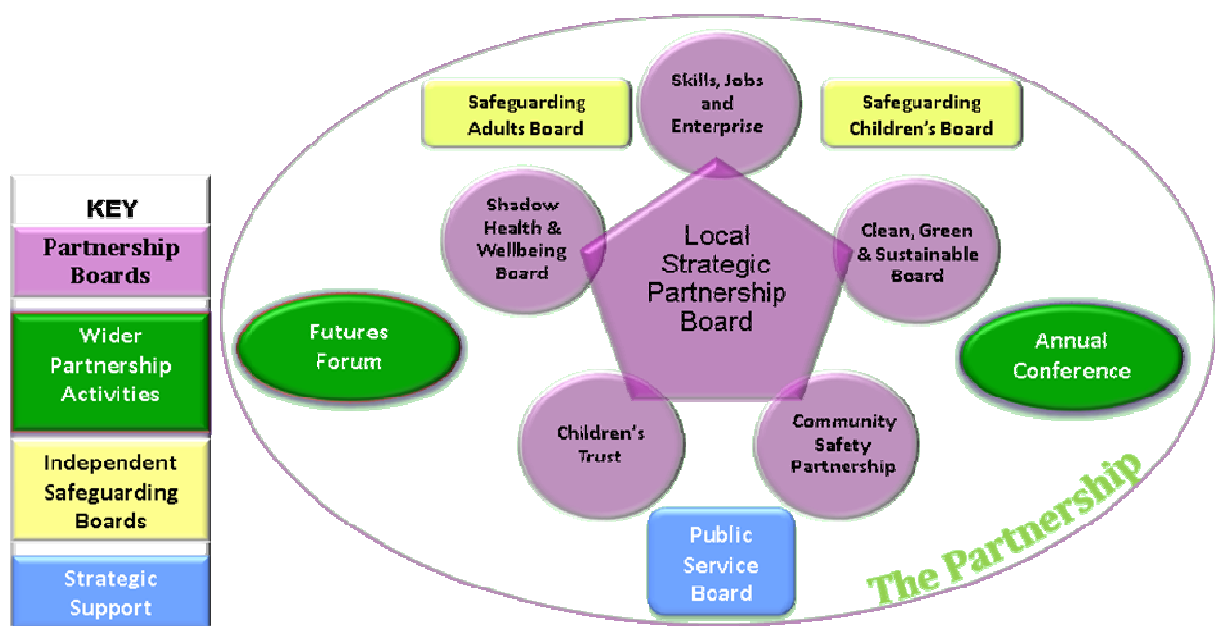 KEY
Partnership
Boards
Wider
Partnership
Activities
Independent
Safeguarding
Boards
Strategic
Support
Safeguarding
Adults Board
Skills, Jobs
and
Enterprise
Safeguarding
Children's Board
Shadow
Health &
Wellbeing
Board
Local
Strategic
Partnership
Board
Clean, Green
& Sustainable
Board
Futures
Forum
Annual
Conference
Children's
Trust
Community
Safety
Partnership
Public
Service
Board
The Partnership